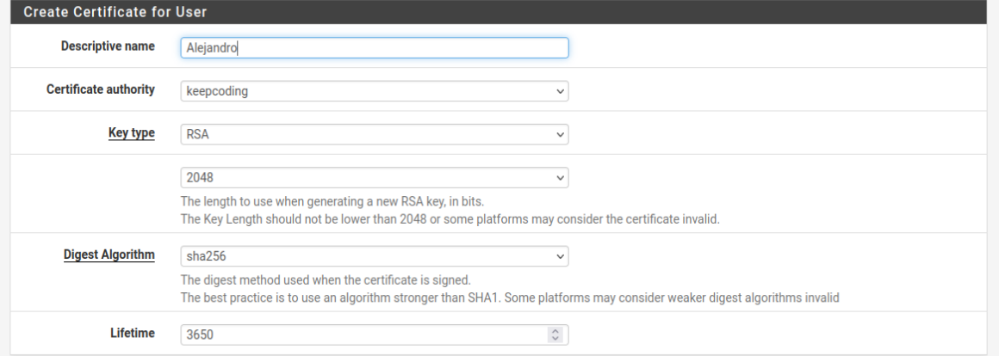 Create Certificate for User
Descriptive name
Alejandro
Certificate authority
keepcoding
Key type
RSA
2048
The length to use when generating a new RSA key, in bits.
The Key Length should not be lower than 2048 or some platforms may consider the certificate invalid.
Digest Algorithm
sha256
The digest method used when the certificate is signed.
The best practice is to use an algorithm stronger than SHA1. Some platforms may consider weaker digest algorithms invalid
Lifetime
3650